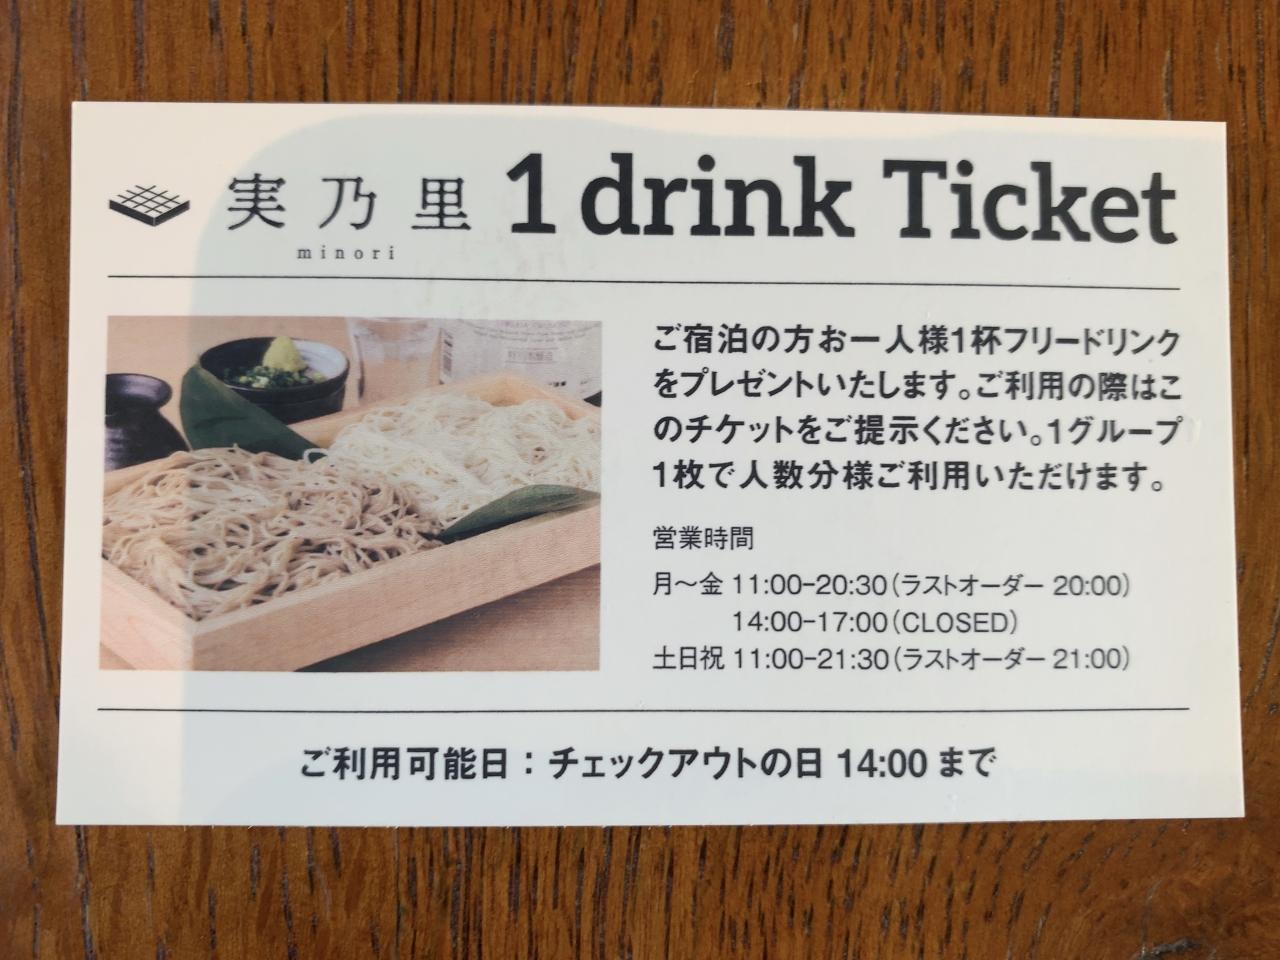 実乃里 1 drink Ticket
minori
ご宿泊の方お一人様1杯フリードリンク
をプレゼントいたします。ご利用の際はこ
のチケットをご提示ください。1グループ
1枚で人数分様ご利用いただけます。
営業時間
月〜金 11:00-20:30(ラストオーダー 20:00)
14:00-17:00(CLOSED)
土日祝 11:00-21:30(ラストオーダー 21:00)
ご利用可能日：チェックアウトの日 14:00 まで